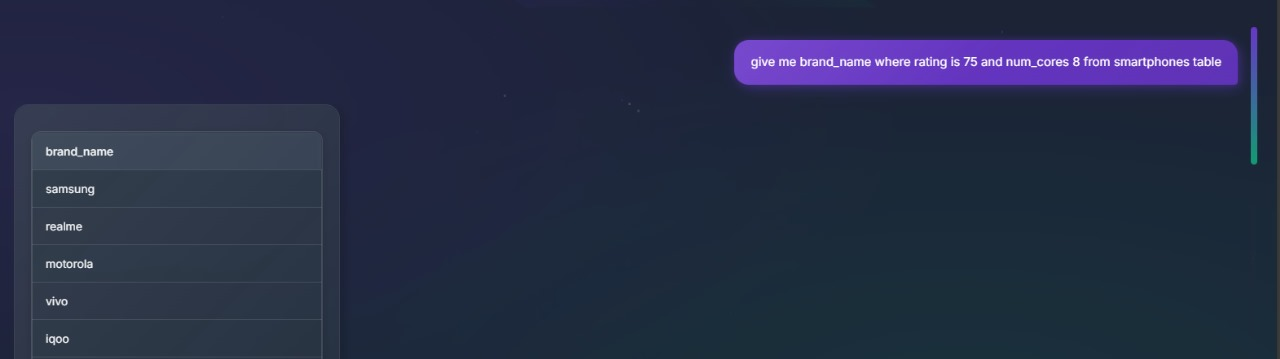 give me brand_name where rating is 75 and num_cores 8 from smartphones table
brand_name
samsung
realme
motorola
vivo
iqoo